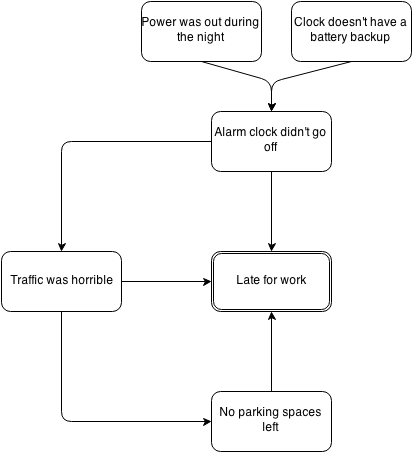 Power was out during
the night
Clock doesn't have a
battery backup
Alarm clock didn't go
off
Traffic was horrible
Late for work
No parking spaces
left